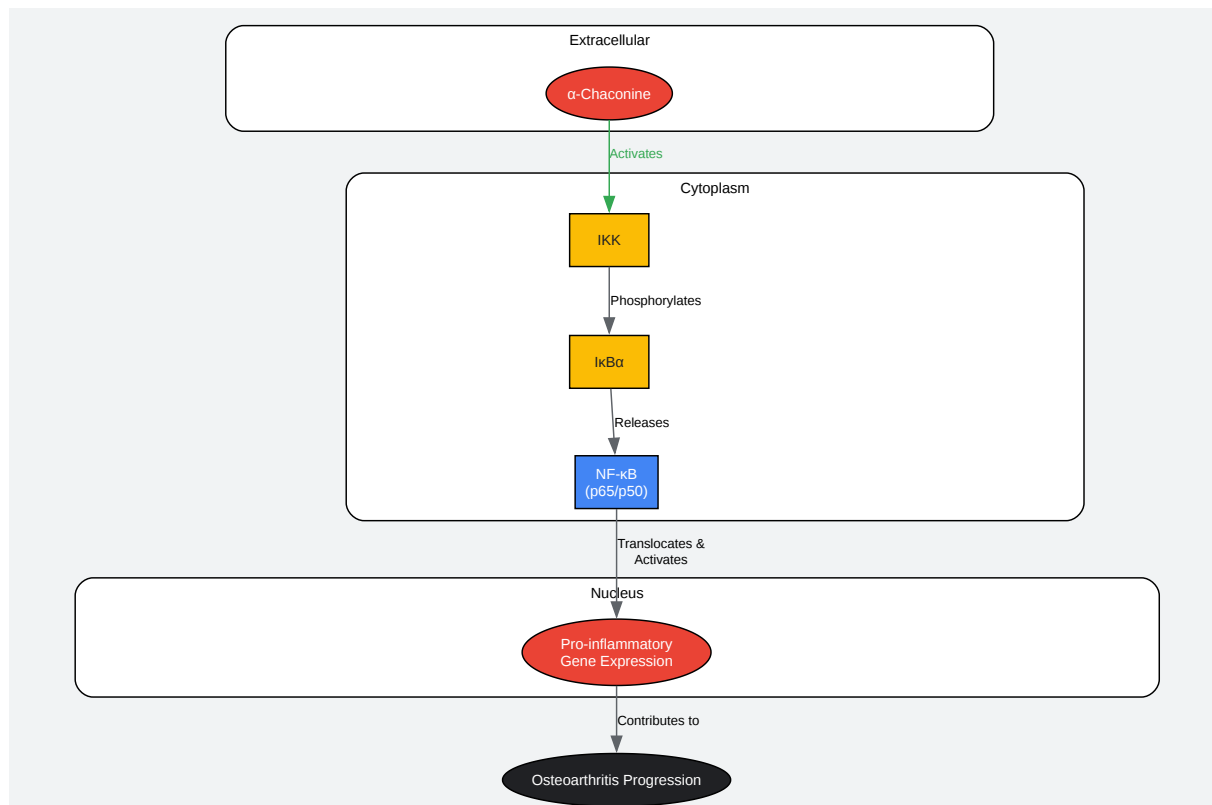 Extracellular
α-Chaconine
Activates
Cytoplasm
IKK
Phosphorylates
IκBα
Releases
NF-κB
(p65/p50)
Translocates &
Activates
Nucleus
Pro-inflammatory
Gene Expression
Contributes to
Osteoarthritis Progression